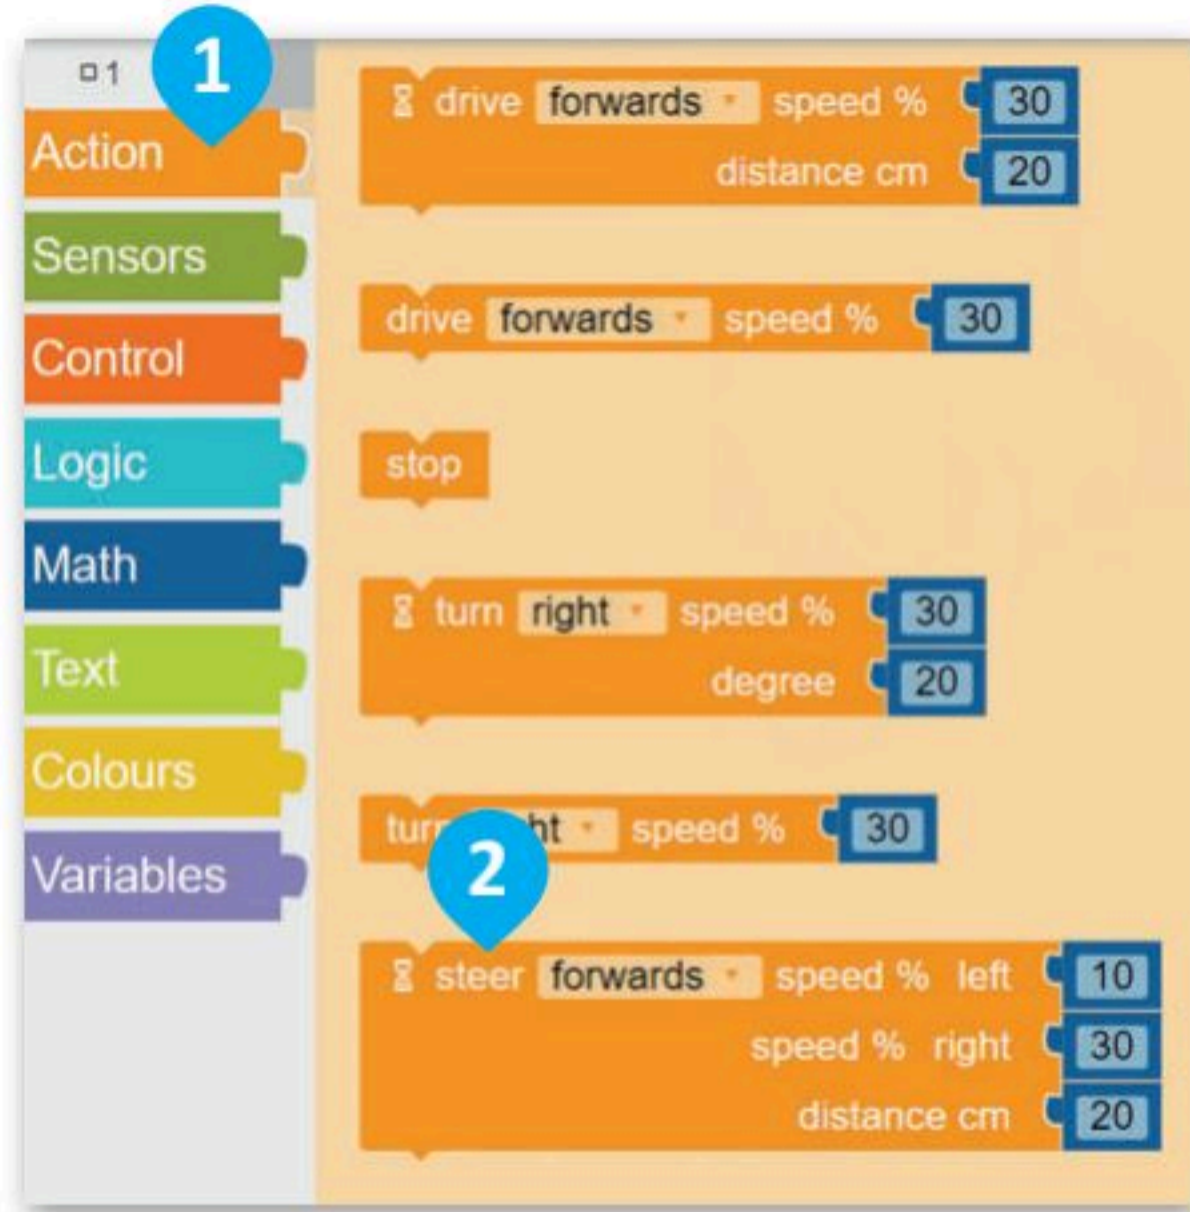 1
1
Action
Sensors
Control
Logic
Math
Text
Colours
Variables
drive forwards speed % 30
distance cm 20
drive forwards speed % 30
stop
turn right speed % 30
degree 20
speed % 30
2
steer forwards speed % left 10
speed % right 30
distance cm 20